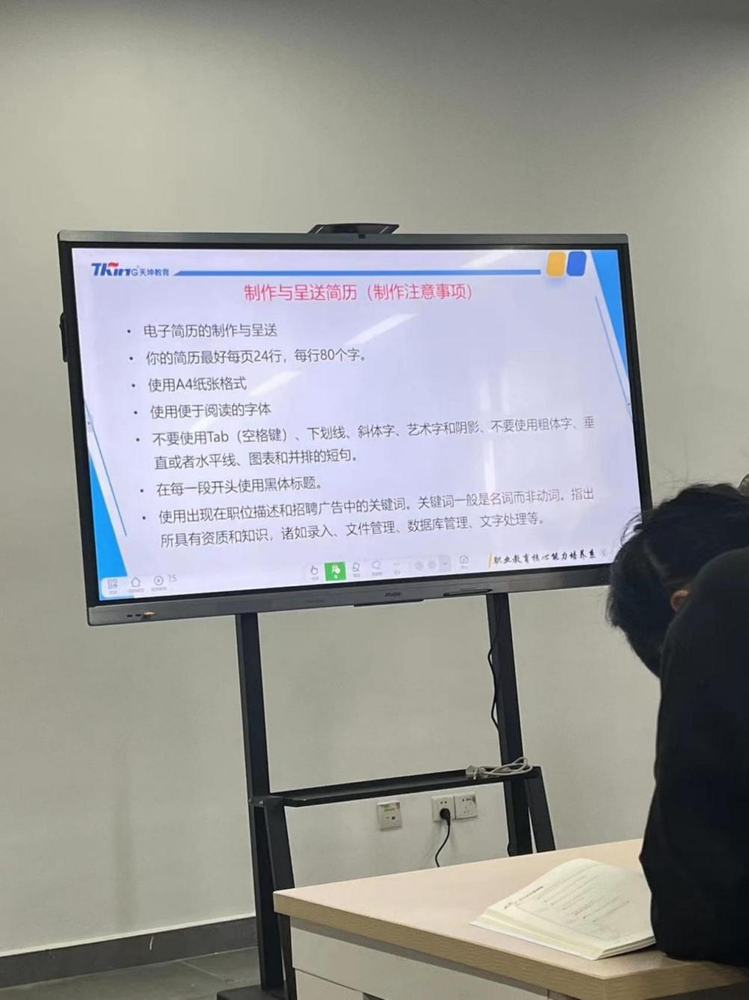 TKinG天坤教育
制作与呈送简历（制作注意事项）
• 电子简历的制作与呈送
• 你的简历最好每页24行，每行80个字。
• 使用A4纸张格式
• 使用便于阅读的字体
• 不要使用Tab（空格键）、下划线、斜体字、艺术字和阴影、不要使用粗体字、垂
直或者水平线、图表和并排的短句。
• 在每一段开头使用黑体标题。
• 使用出现在职位描述和招聘广告中的关键词。关键词一般是名词而非动词。指出
所具有资质和知识，诸如录入、文件管理、数据库管理、文字处理等。
职业教育核心能力培养系
15